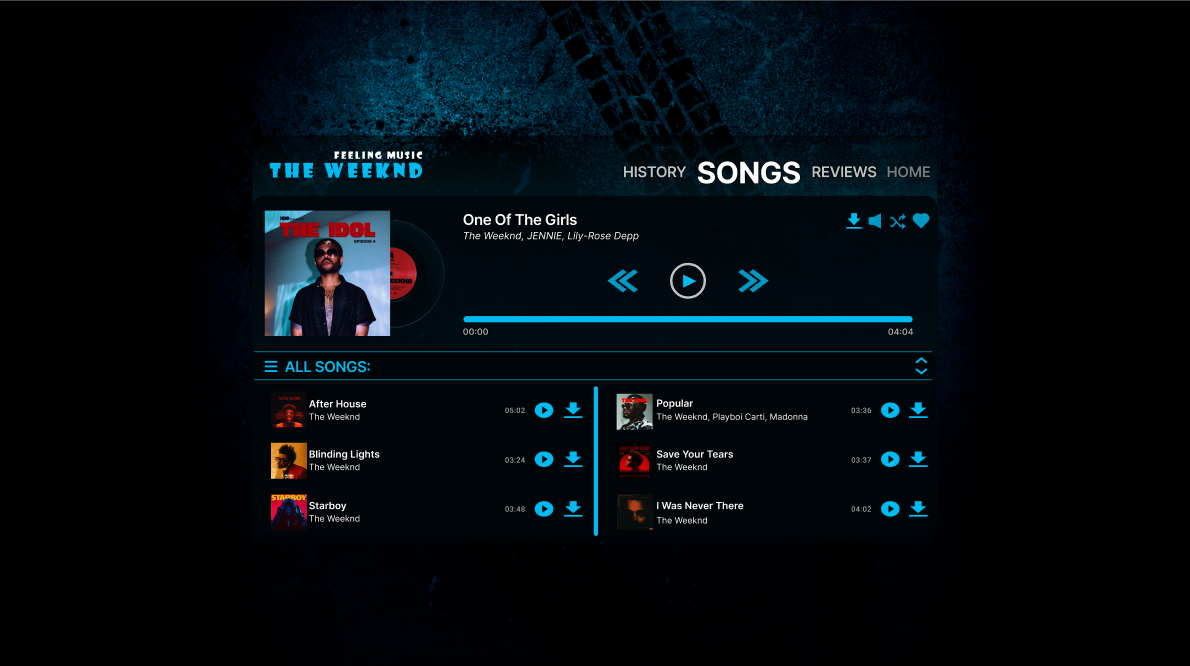 FEELING MUSIC
THE WEEKND
HISTORY SONGS REVIEWS HOME
THE IDOL
EPISODE 4
One Of The Girls
The Weeknd, JENNIE, Lily-Rose Depp
00:00 04:04
ALL SONGS:
After House
The Weeknd
05:02
Blinding Lights
The Weeknd
03:24
STARBOY
Starboy
The Weeknd
03:48
Popular
The Weeknd, Playboi Carti, Madonna
03:36
Save Your Tears
The Weeknd
03:37
I Was Never There
The Weeknd
04:02